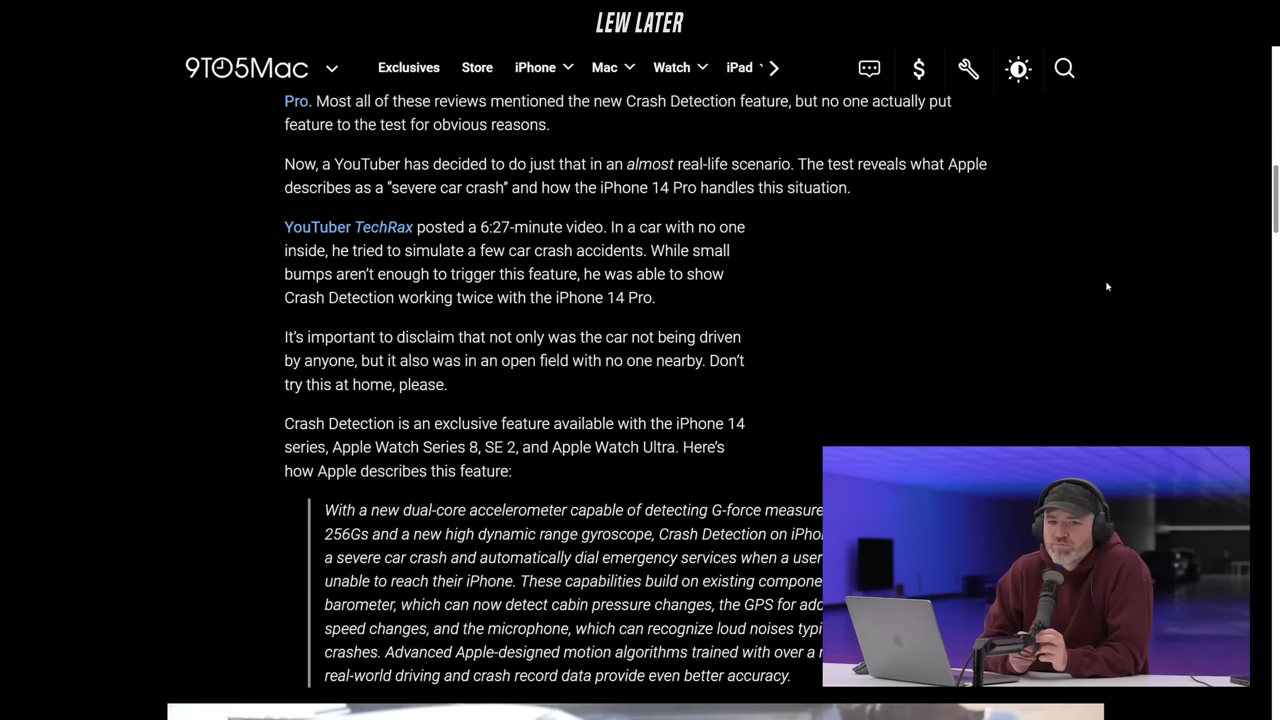 LEW LATER
9TO5Mac
Exclusives Store iPhone Mac Watch iPad
Pro. Most all of these reviews mentioned the new Crash Detection feature, but no one actually put
feature to the test for obvious reasons.
Now, a YouTuber has decided to do just that in an almost real-life scenario. The test reveals what Apple
describes as a “severe car crash” and how the iPhone 14 Pro handles this situation.
YouTuber TechRax posted a 6:27-minute video. In a car with no one
inside, he tried to simulate a few car crash accidents. While small
bumps aren’t enough to trigger this feature, he was able to show
Crash Detection working twice with the iPhone 14 Pro.
It’s important to disclaim that not only was the car not being driven
by anyone, but it also was in an open field with no one nearby. Don’t
try this at home, please.
Crash Detection is an exclusive feature available with the iPhone 14
series, Apple Watch Series 8, SE 2, and Apple Watch Ultra. Here’s
how Apple describes this feature:
With a new dual-core accelerometer capable of detecting G-force measure
256Gs and a new high dynamic range gyroscope, Crash Detection on iPho
a severe car crash and automatically dial emergency services when a user
unable to reach their iPhone. These capabilities build on existing compone
barometer, which can now detect cabin pressure changes, the GPS for add
speed changes, and the microphone, which can recognize loud noises typi
crashes. Advanced Apple-designed motion algorithms trained with over a m
real-world driving and crash record data provide even better accuracy.